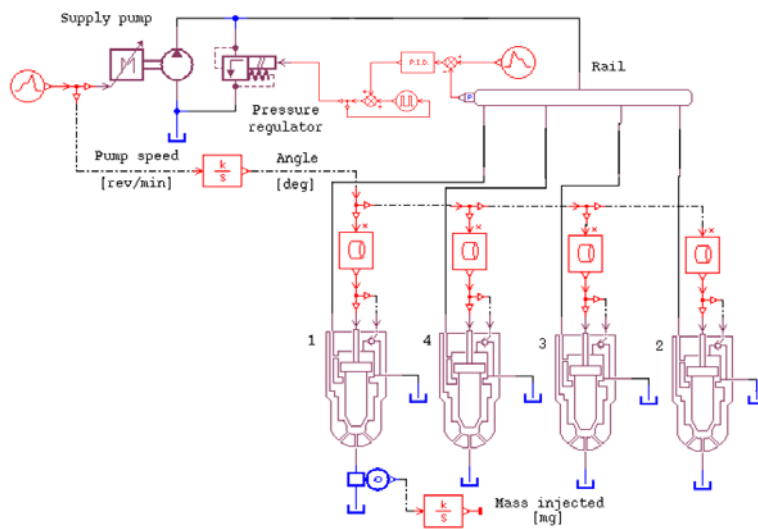 Supply pump
M
P.I.D.
Rail
P
Pressure
regulator
Pump speed
[rev/min]
k
S
Angle
[deg]
x
x
x
x
1
4
3
2
k
S
Mass injected
[mg]